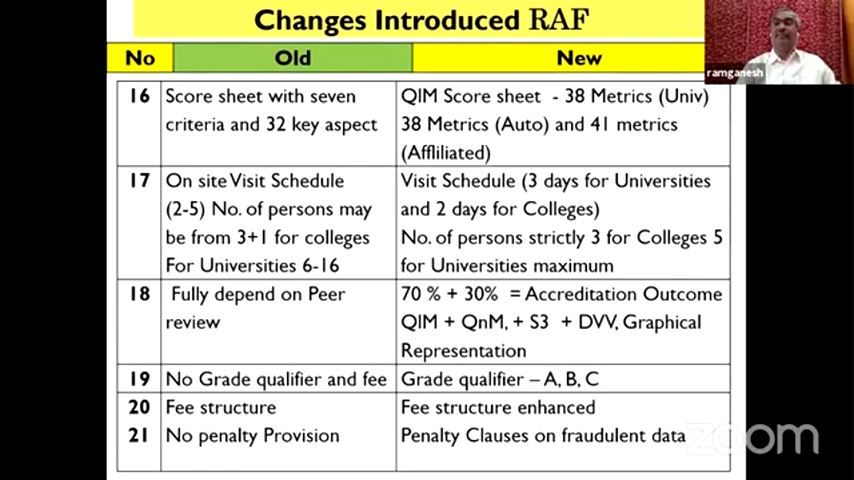 Changes Introduced RAF
No Old New
16 Score sheet with seven QIM Score sheet - 38 Metrics (Univ)
criteria and 32 key aspect 38 Metrics (Auto) and 41 metrics
(Affliliated)
17 On site Visit Schedule Visit Schedule (3 days for Universities
(2-5) No. of persons may and 2 days for Colleges)
be from 3+1 for colleges No. of persons strictly 3 for Colleges 5
For Universities 6-16 for Universities maximum
18 Fully depend on Peer 70 % + 30% = Accreditation Outcome
review QIM + QnM, + S3 + DVV, Graphical
Representation
19 No Grade qualifier and fee Grade qualifier – A, B, C
20 Fee structure Fee structure enhanced
21 No penalty Provision Penalty Clauses on fraudulent data
ramganesh
zoom